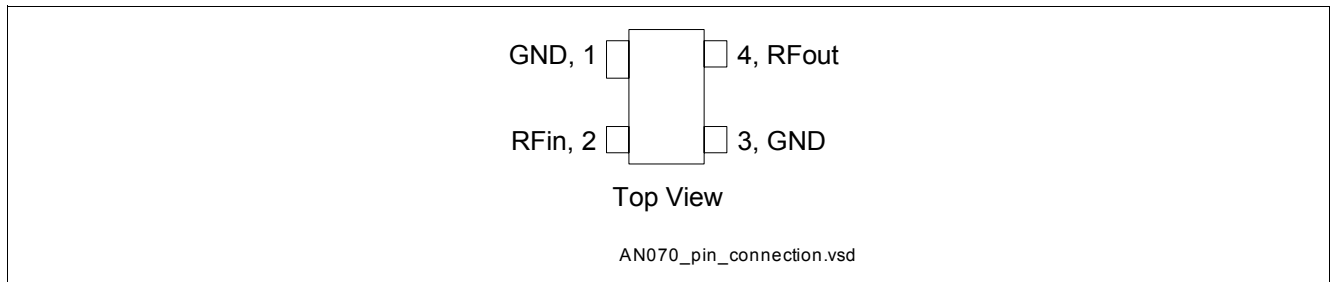 GND, 1
4, RFout
RFin, 2
3, GND
Top View
AN070_pin_connection.vsd